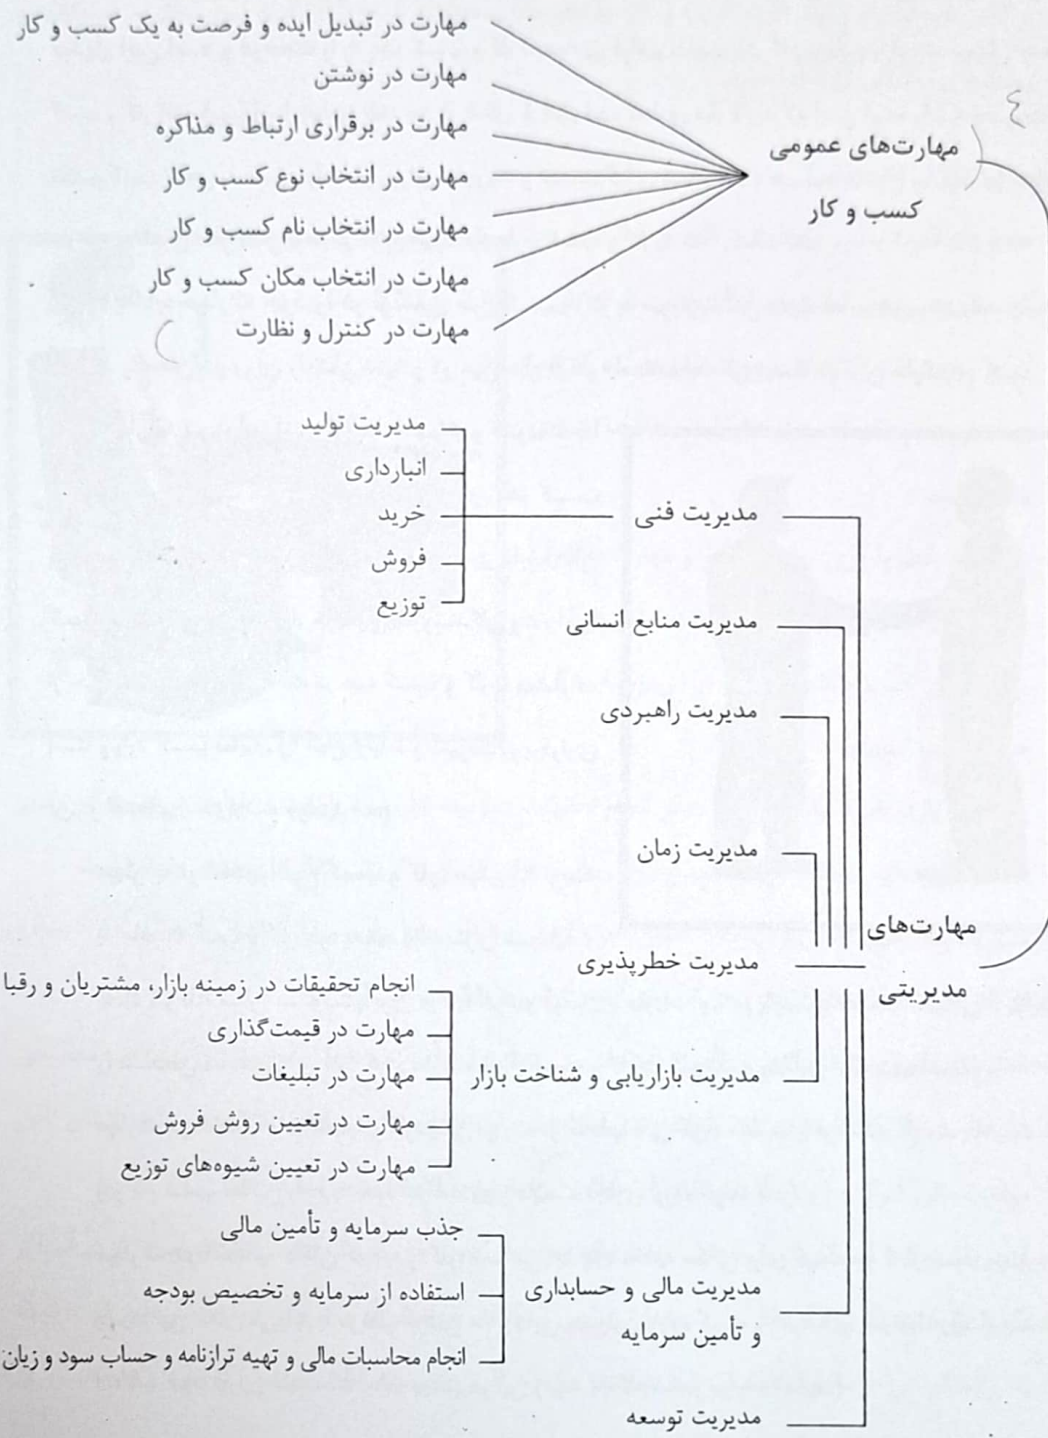 مهارت در تبدیل ایده و فرصت به یک کسب و کار
مهارت در نوشتن
مهارت در برقراری ارتباط و مذاکره
مهارت در انتخاب نوع کسب و کار
مهارت در انتخاب نام کسب و کار
مهارت در انتخاب مکان کسب و کار
مهارت در کنترل و نظارت
مهارت‌های عمومی
کسب و کار
٤
مدیریت تولید
انبارداری
خرید
فروش
توزیع
مدیریت فنی
مدیریت منابع انسانی
مدیریت راهبردی
مدیریت زمان
مهارت‌های
مدیریتی
مدیریت خطرپذیری
انجام تحقیقات در زمینه بازار، مشتریان و رقبا
مهارت در قیمت‌گذاری
مهارت در تبلیغات
مهارت در تعیین روش فروش
مهارت در تعیین شیوه‌های توزیع
مدیریت بازاریابی و شناخت بازار
جذب سرمایه و تأمین مالی
استفاده از سرمایه و تخصیص بودجه
انجام محاسبات مالی و تهیه ترازنامه و حساب سود و زیان
مدیریت مالی و حسابداری
و تأمین سرمایه
مدیریت توسعه